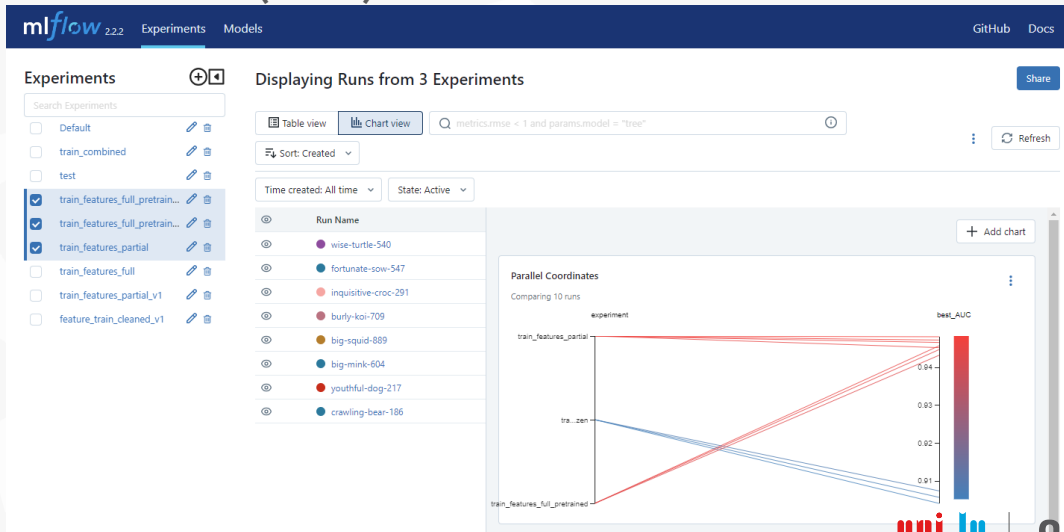 mlflow 2.2.2 Experiments Models GitHub Docs
Experiments
Displaying Runs from 3 Experiments
Share
Search Experiments
Default
train_combined
test
train_features_full_pretrain...
train_features_full_pretrain...
train_features_partial
train_features_full
train_features_partial_v1
feature_train_cleaned_v1
Table view Chart view metrics.rmse < 1 and params.model = "tree"
Refresh
Sort: Created
Time created: All time State: Active
Run Name
wise-turtle-540
fortunate-sow-547
inquisitive-croc-291
burly-koi-709
big-squid-889
big-mink-604
youthful-dog-217
crawling-bear-186
+ Add chart
Parallel Coordinates
Comparing 10 runs
experiment best_AUC
train_features_partial
0.94
0.93
tra...zen
0.92
0.91
train_features_full_pretrained